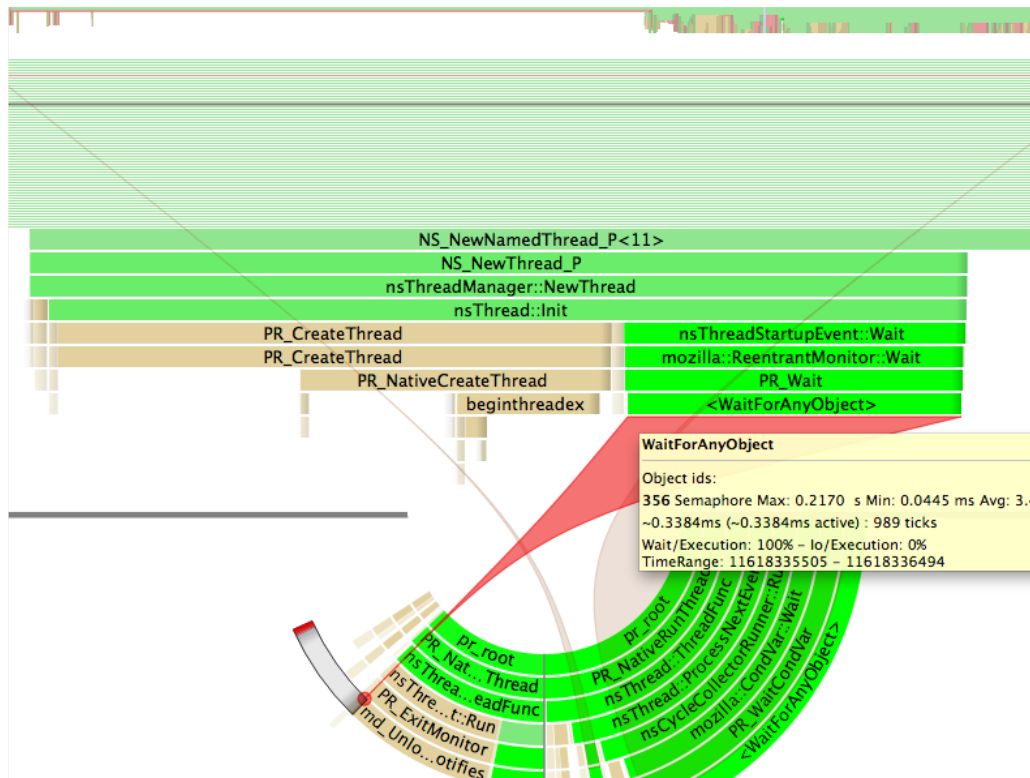 NS_NewNamedThread_P<11>
NS_NewThread_P
nsThreadManager::NewThread
nsThread::Init
PR_CreateThread
nsThreadStartupEvent::Wait
PR_CreateThread
mozilla::ReentrantMonitor::Wait
PR_NativeCreateThread
PR_Wait
beginthreadex
<WaitForAnyObject>
WaitForAnyObject
Object ids:
356 Semaphore Max: 0.2170 s Min: 0.0445 ms Avg: 3.4
~0.3384ms (~0.3384ms active) : 989 ticks
Wait/Execution: 100% - Io/Execution: 0%
TimeRange: 11618335505 - 11618336494
pr_root
PR_Nat...Thread
nsThrea...eadFunc
nsThre...t::Run
PR_ExitMonitor
md_Unlo...otifies
pr_root
PR_NativeRunThread
nsThread::ThreadFunc
nsThread::ProcessNextEve
nsCycleCollectorRunner::Ru
mozilla::CondVar::Wait
PR_WaitCondVar
<WaitForAnyObject>